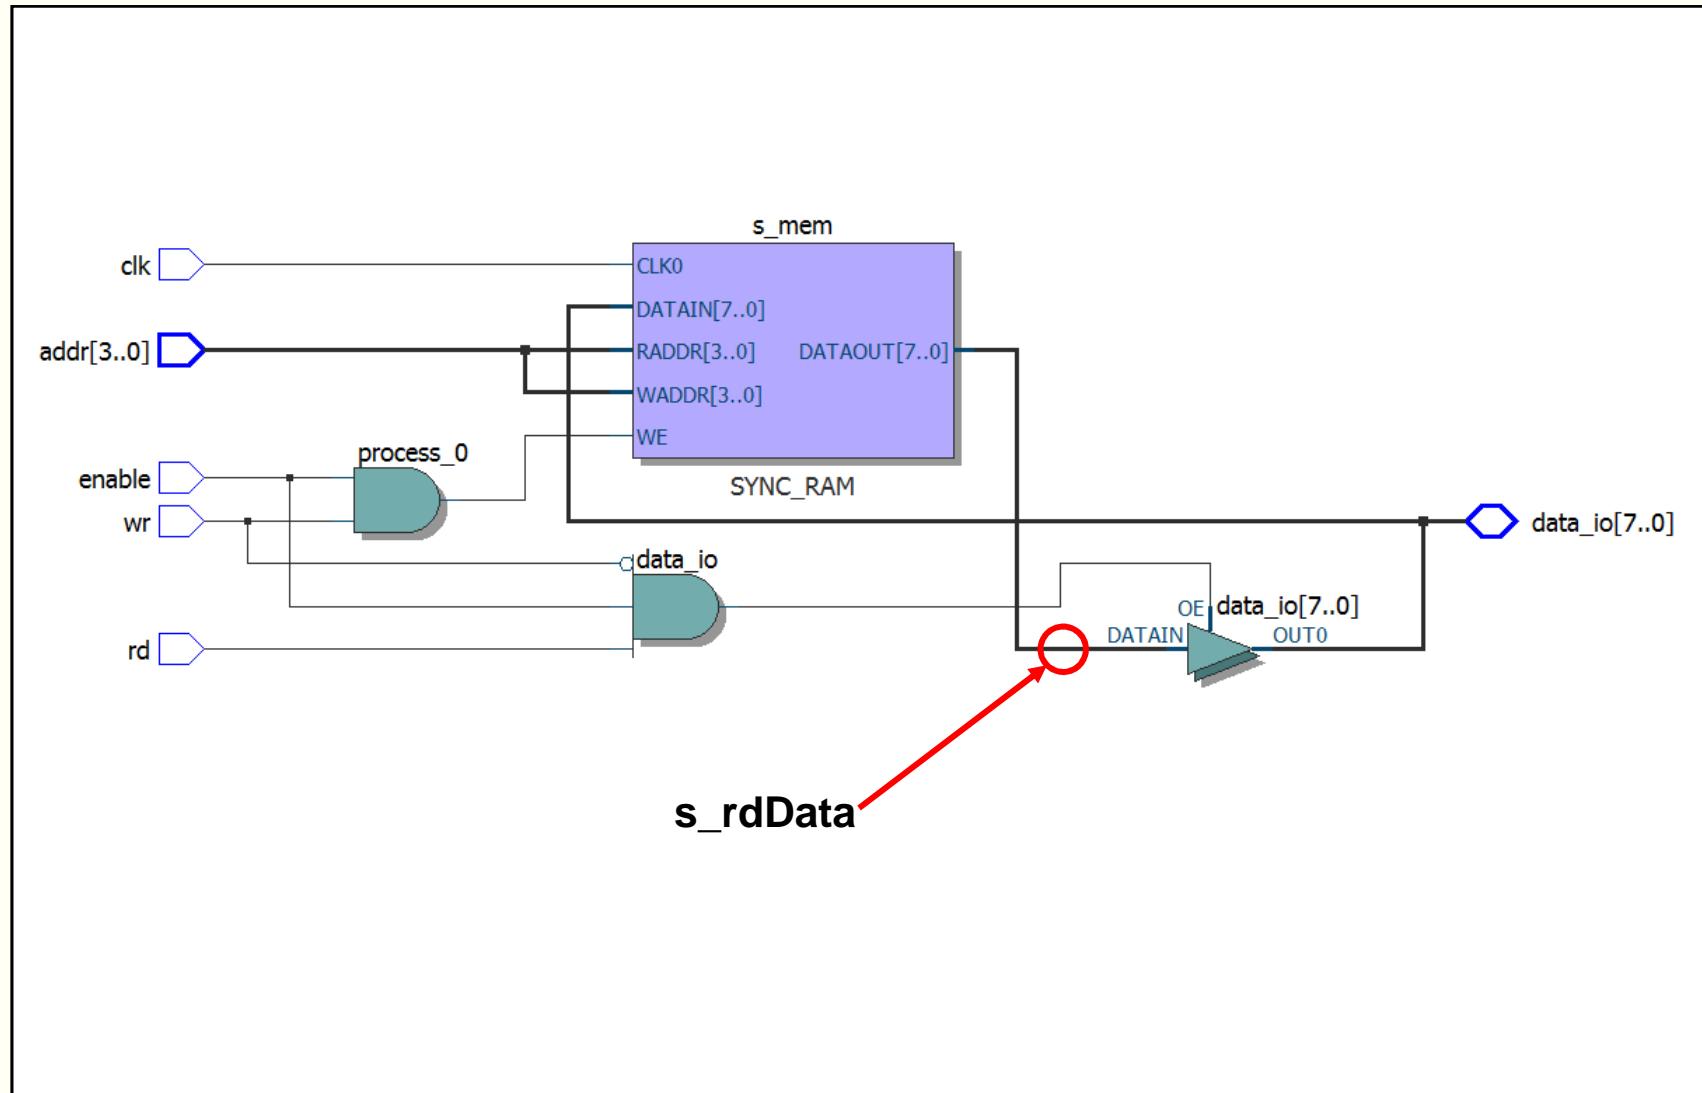 s_mem
clk
CLK0
DATAIN[7..0]
addr[3..0]
RADDR[3..0]
DATAOUT[7..0]
WADDR[3..0]
WE
process_0
enable
SYNC_RAM
wr
data_io[7..0]
data_io
OE
data_io[7..0]
DATAIN
OUT0
rd
s_rdData